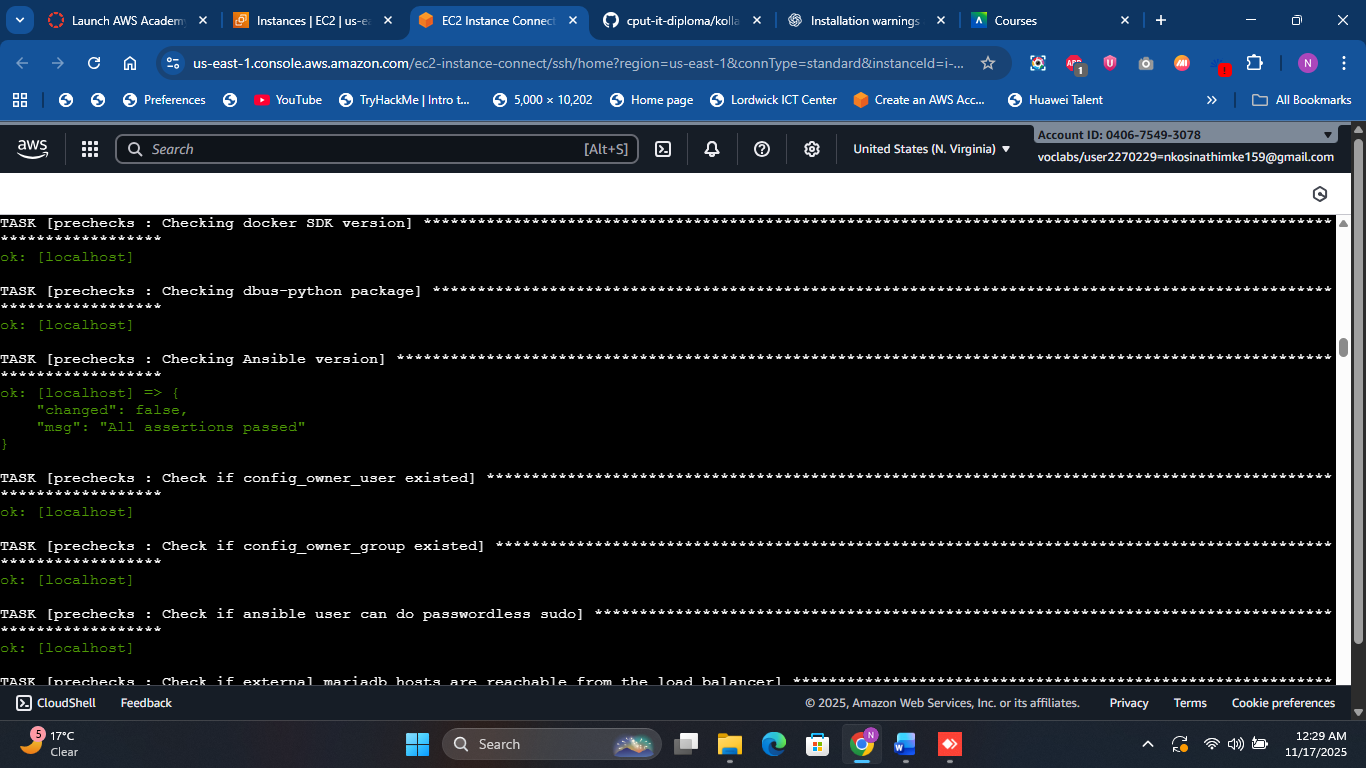 Launch AWS Academy
Instances | EC2 | us-ea
EC2 Instance Connect
cput-it-diploma/kolla
Installation warnings
Courses
us-east-1.console.aws.amazon.com/ec2-instance-connect/ssh/home?region=us-east-1&connType=standard&instanceId=i-...
1
N
Preferences
YouTube
TryHackMe | Intro t...
5,000 × 10,202
Home page
Lordwick ICT Center
Create an AWS Acc...
Huawei Talent
All Bookmarks
aws
Search
[Alt+S]
United States (N. Virginia)
Account ID: 0406-7549-3078
voclabs/user2270229=nkosinathimke159@gmail.com
TASK [prechecks : Checking docker SDK version] *****************************************************************************************************
******************
ok: [localhost]
TASK [prechecks : Checking dbus-python package] ****************************************************************************************************
******************
ok: [localhost]
TASK [prechecks : Checking Ansible version] ********************************************************************************************************
******************
ok: [localhost] => {
"changed": false,
"msg": "All assertions passed"
}
TASK [prechecks : Check if config_owner_user existed] **********************************************************************************************
******************
ok: [localhost]
TASK [prechecks : Check if config_owner_group existed] *********************************************************************************************
******************
ok: [localhost]
TASK [prechecks : Check if ansible user can do passwordless sudo] **********************************************************************************
******************
ok: [localhost]
TASK [prechecks : Check if external mariadb hosts are reachable from the load balancer] ************************************************************
CloudShell
Feedback
© 2025, Amazon Web Services, Inc. or its affiliates.
Privacy
Terms
Cookie preferences
5
17°C
Clear
Search
N
12:29 AM
11/17/2025